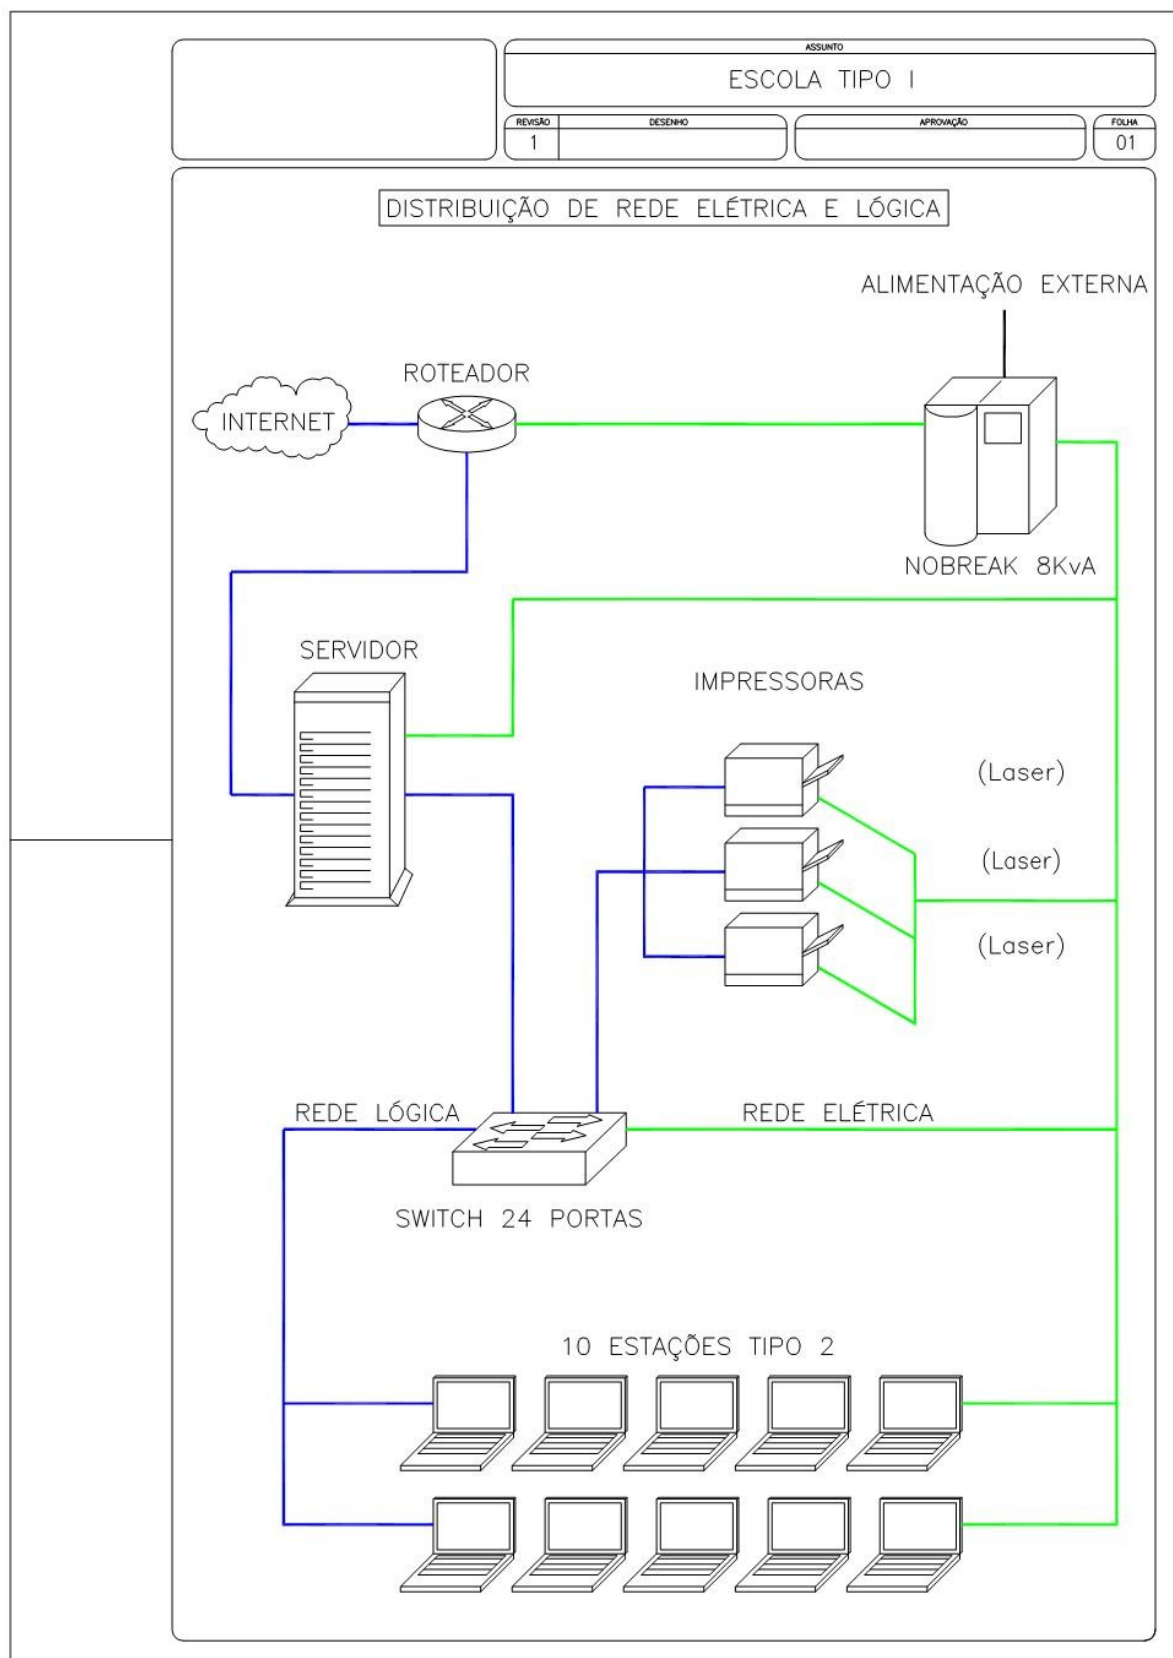 ASSUNTO
ESCOLA TIPO I
REVISÃO
DESENHO
APROVAÇÃO
FOLHA
1
01
DISTRIBUIÇÃO DE REDE ELÉTRICA E LÓGICA
ALIMENTAÇÃO EXTERNA
ROTEADOR
INTERNET
NOBREAK 8KvA
SERVIDOR
IMPRESSORAS
(Laser)
(Laser)
(Laser)
REDE LÓGICA
REDE ELÉTRICA
SWITCH 24 PORTAS
10 ESTAÇÕES TIPO 2